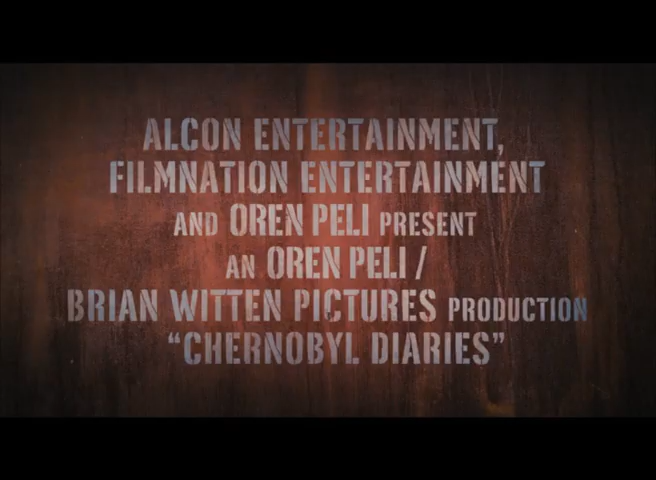 ALCON ENTERTAINMENT,
FILMNATION ENTERTAINMENT
AND OREN PELI PRESENT
AN OREN PELI /
BRIAN WITTEN PICTURES PRODUCTION
“CHERNOBYL DIARIES”